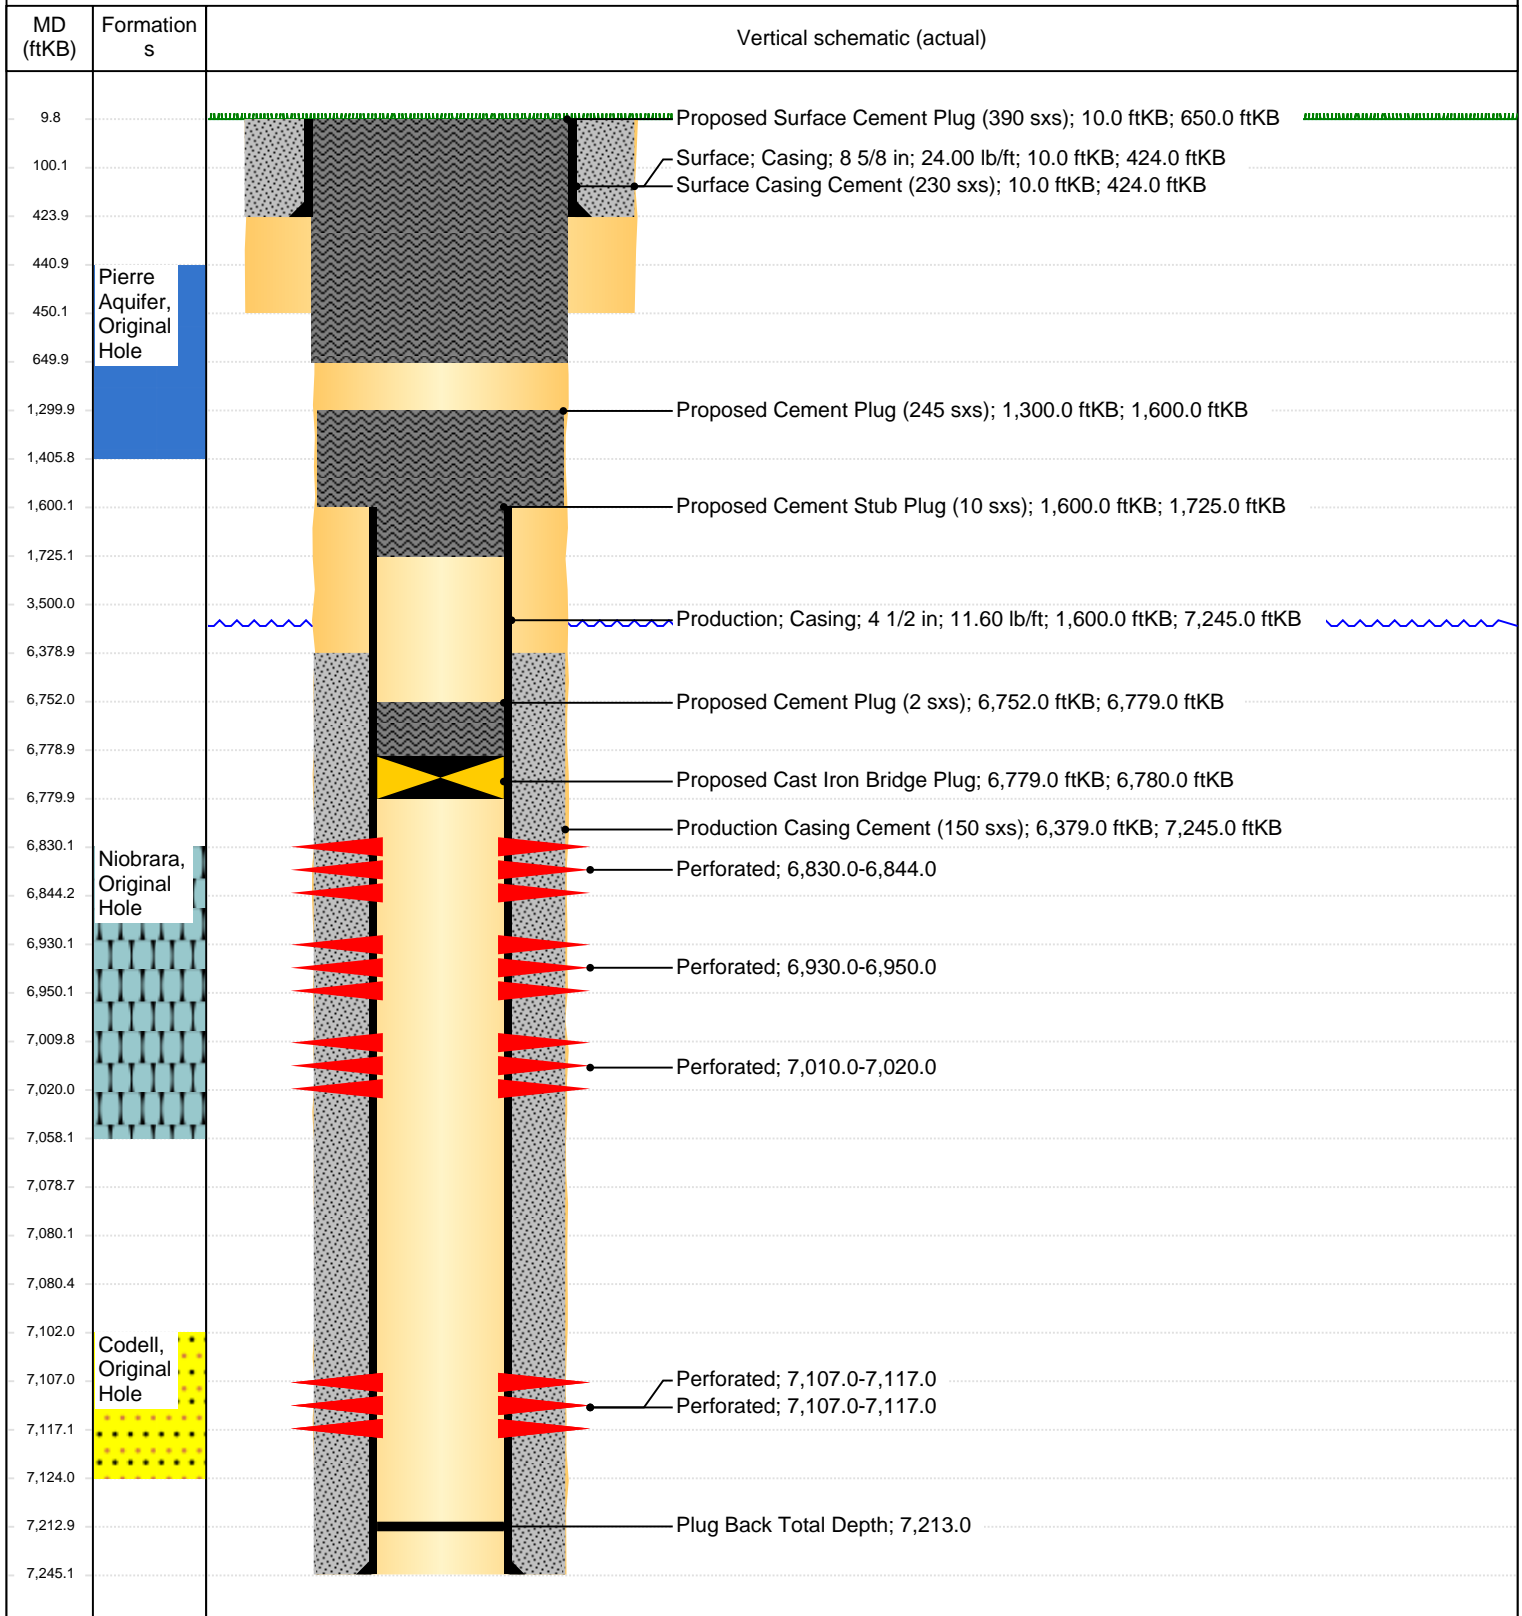 MD
(ftKB)
Formation
s
Vertical schematic (actual)
9.8
Proposed Surface Cement Plug (390 sxs); 10.0 ftKB; 650.0 ftKB
Surface; Casing; 8 5/8 in; 24.00 lb/ft; 10.0 ftKB; 424.0 ftKB
100.1
Surface Casing Cement (230 sxs); 10.0 ftKB; 424.0 ftKB
423.9
440.9
Pierre
Aquifer,
Original
Hole
450.1
649.9
1,299.9
Proposed Cement Plug (245 sxs); 1,300.0 ftKB; 1,600.0 ftKB
1,405.8
1,600.1
Proposed Cement Stub Plug (10 sxs); 1,600.0 ftKB; 1,725.0 ftKB
1,725.1
3,500.0
Production; Casing; 4 1/2 in; 11.60 lb/ft; 1,600.0 ftKB; 7,245.0 ftKB
6,378.9
6,752.0
Proposed Cement Plug (2 sxs); 6,752.0 ftKB; 6,779.0 ftKB
6,778.9
Proposed Cast Iron Bridge Plug; 6,779.0 ftKB; 6,780.0 ftKB
6,779.9
Production Casing Cement (150 sxs); 6,379.0 ftKB; 7,245.0 ftKB
6,830.1
Niobrara,
Original
Hole
Perforated; 6,830.0-6,844.0
6,844.2
6,930.1
Perforated; 6,930.0-6,950.0
6,950.1
7,009.8
Perforated; 7,010.0-7,020.0
7,020.0
7,058.1
7,078.7
7,080.1
7,080.4
7,102.0
Codell,
Original
Hole
7,107.0
Perforated; 7,107.0-7,117.0
Perforated; 7,107.0-7,117.0
7,117.1
7,124.0
7,212.9
Plug Back Total Depth; 7,213.0
7,245.1